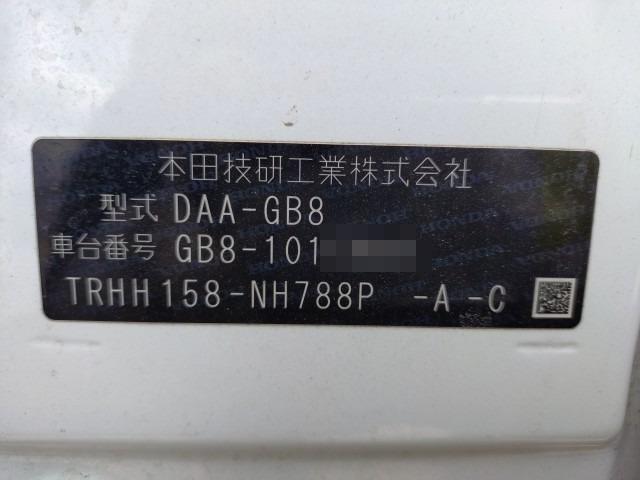 本田技研工業株式会社
型式 DAA-GB8
車台番号 GB8-101
TRHH158-NH788P -A -C